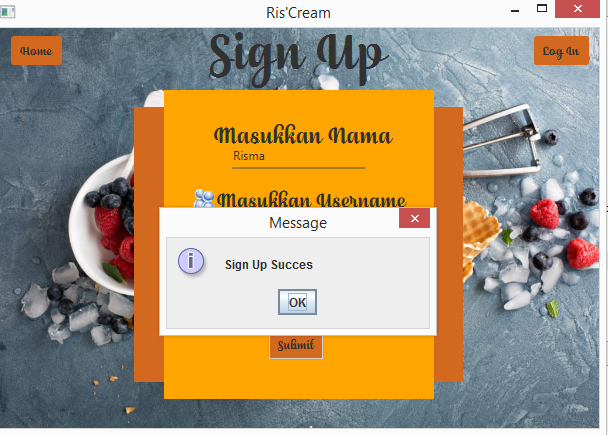 Ris'Cream
Home
Sign Up
Log In
Masukkan Nama
Risma
Masukkan Username
Message
Sign Up Succes
OK
Submit